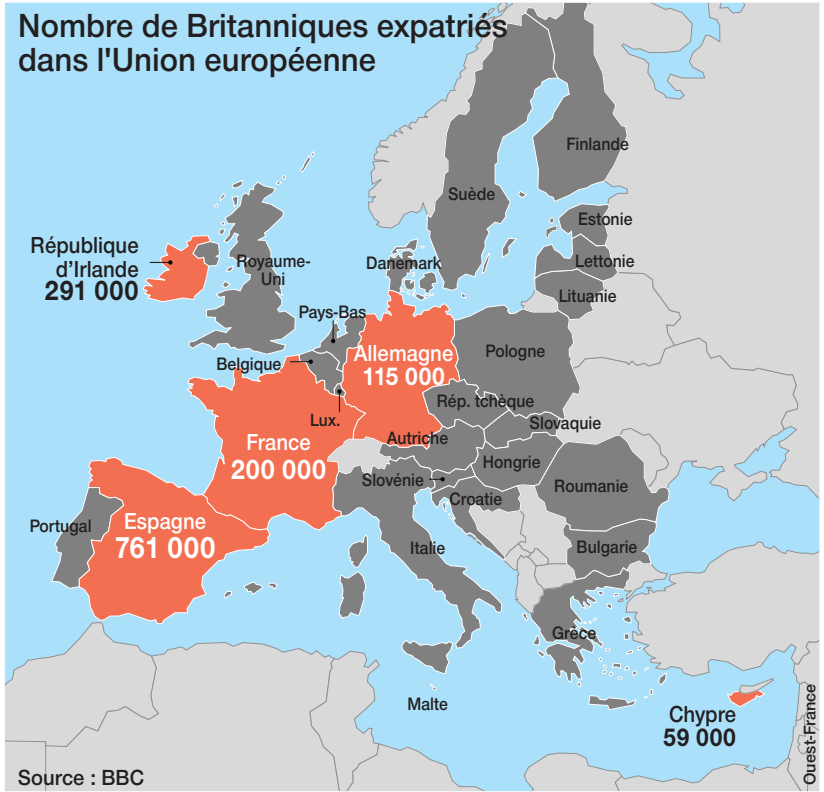 Nombre de Britanniques expatriés
dans l'Union européenne
Finlande
Suède
Estonie
République
d'Irlande
291 000
Royaume-
Uni
Danemark
Lettonie
Lituanie
Pays-Bas
Belgique
Allemagne
115 000
Pologne
Lux.
Rép. tchèque
Slovaquie
France
200 000
Autriche
Hongrie
Slovénie
Croatie
Roumanie
Portugal
Espagne
761 000
Italie
Bulgarie
Grèce
Malte
Chypre
59 000
Source : BBC
Ouest-France